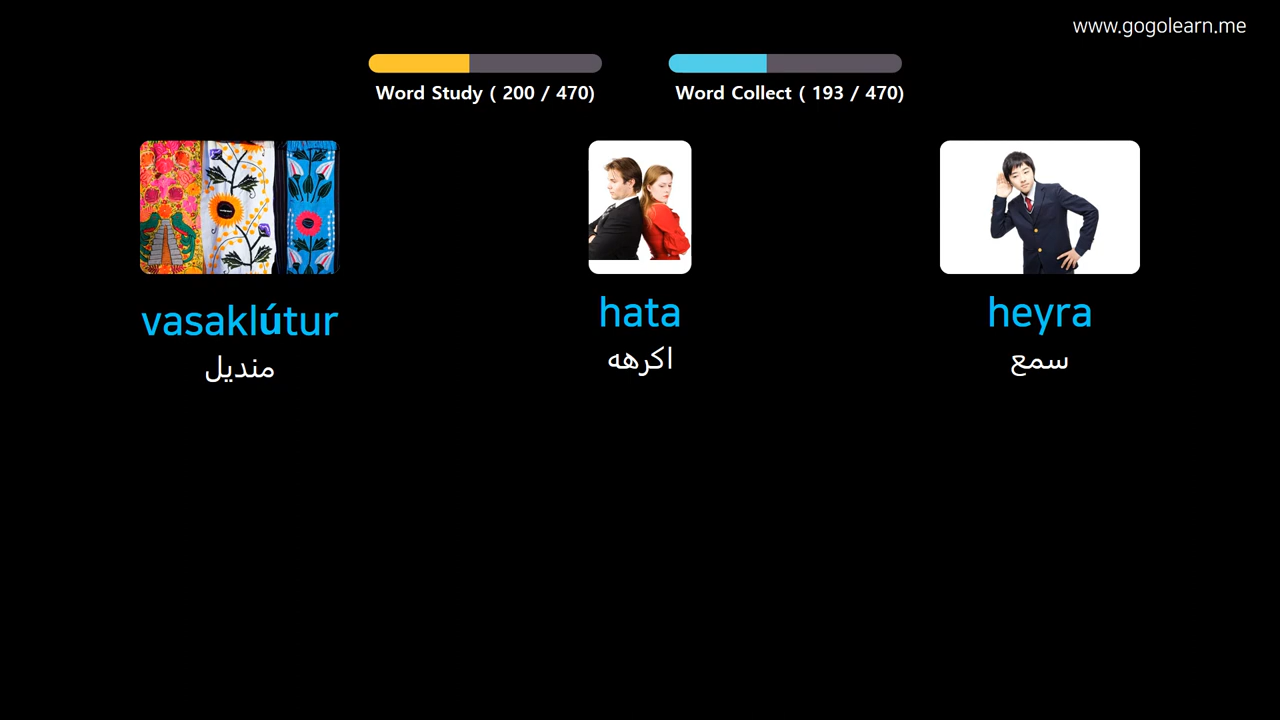 www.gogolearn.me
Word Study ( 200 / 470)
Word Collect ( 193 / 470)
vasaklútur
hata
heyra
منديل
اكرهه
سمع